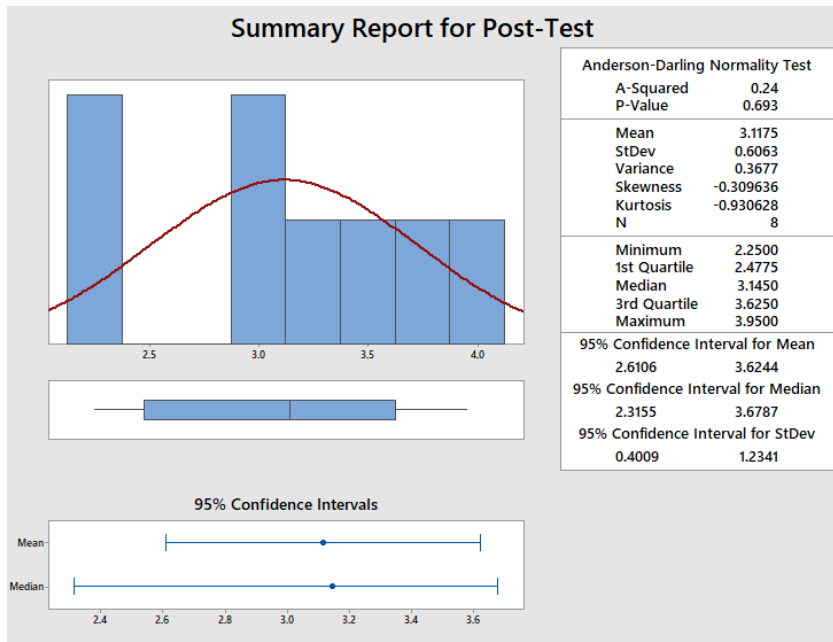 Summary Report for Post-Test
2.5 3.0 3.5 4.0
Anderson-Darling Normality Test
A-Squared 0.24
P-Value 0.693
Mean 3.1175
StDev 0.6063
Variance 0.3677
Skewness -0.309636
Kurtosis -0.930628
N 8
Minimum 2.2500
1st Quartile 2.4775
Median 3.1450
3rd Quartile 3.6250
Maximum 3.9500
95% Confidence Interval for Mean
2.6106 3.6244
95% Confidence Interval for Median
2.3155 3.6787
95% Confidence Interval for StDev
0.4009 1.2341
95% Confidence Intervals
Mean
Median
2.4 2.6 2.8 3.0 3.2 3.4 3.6